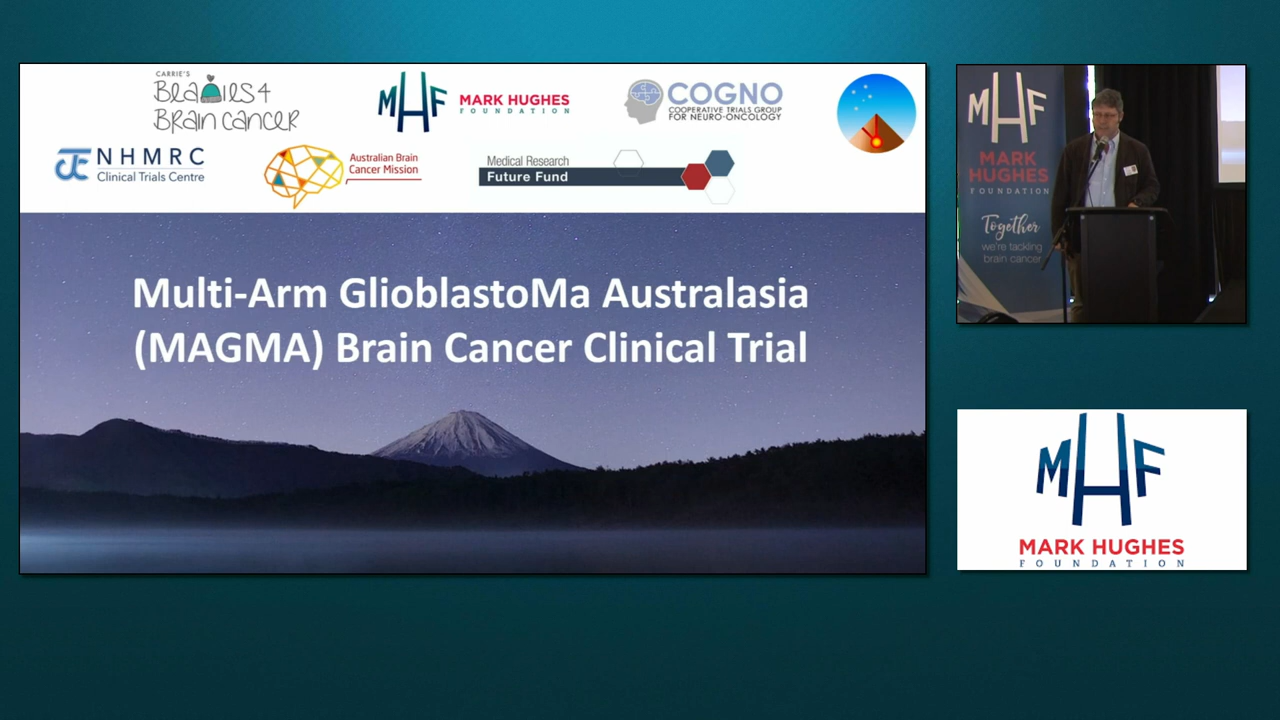 CARRIE'S
Beanies 4
Brain Cancer
MHF
MARK HUGHES
FOUNDATION
COGNO
COOPERATIVE TRIALS GROUP
FOR NEURO-ONCOLOGY
NHMRC
Clinical Trials Centre
Australian Brain
Cancer Mission
Medical Research
Future Fund
Multi-Arm GlioblastoMa Australasia
(MAGMA) Brain Cancer Clinical Trial
MHF
MARK
HUGHES
FOUNDATION
Together
we're tackling
brain cancer
MHF
MARK HUGHES
FOUNDATION